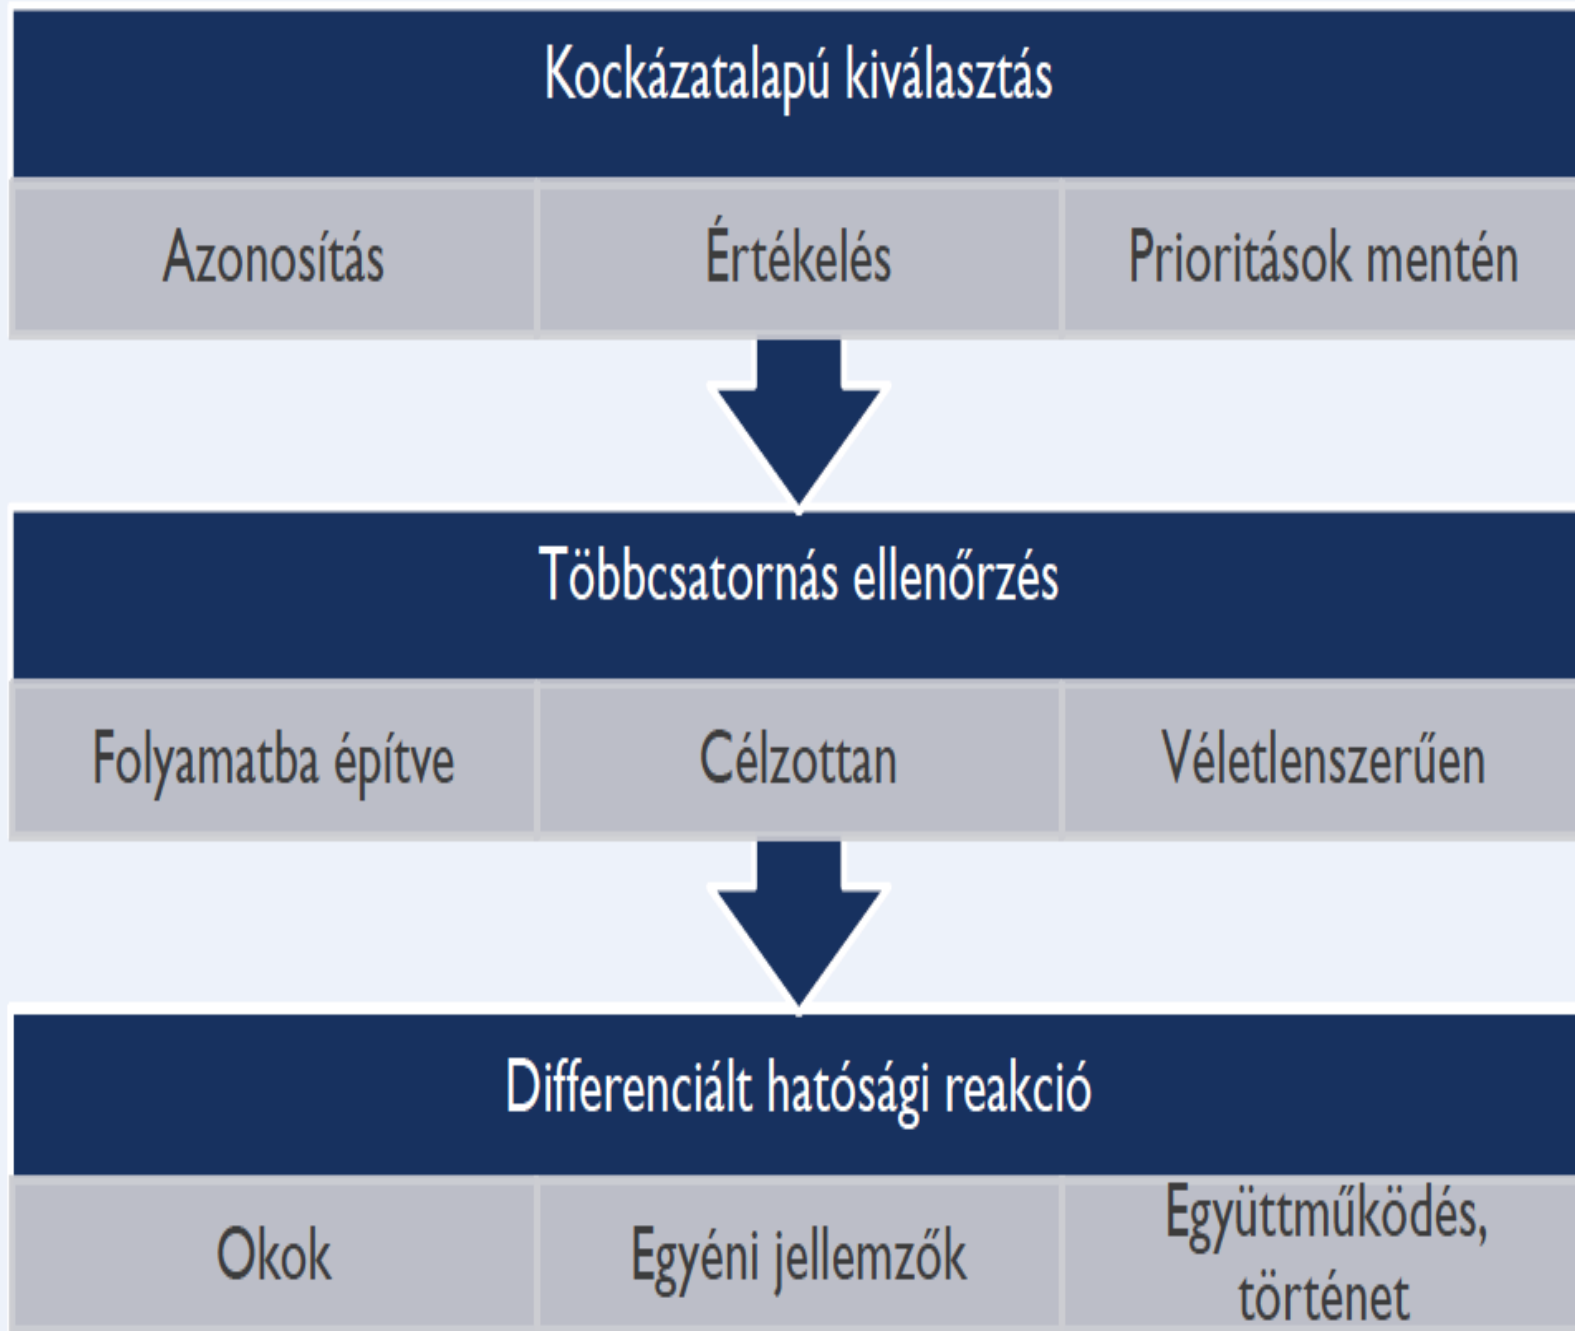 Kockázatalapú kiválasztás
Azonosítás
Értékelés
Prioritások mentén
Többcsatornás ellenőrzés
Folyamatba építve
Célzottan
Véletlenszerűen
Differenciált hatósági reakció
Okok
Egyéni jellemzők
Együttműködés,
történet